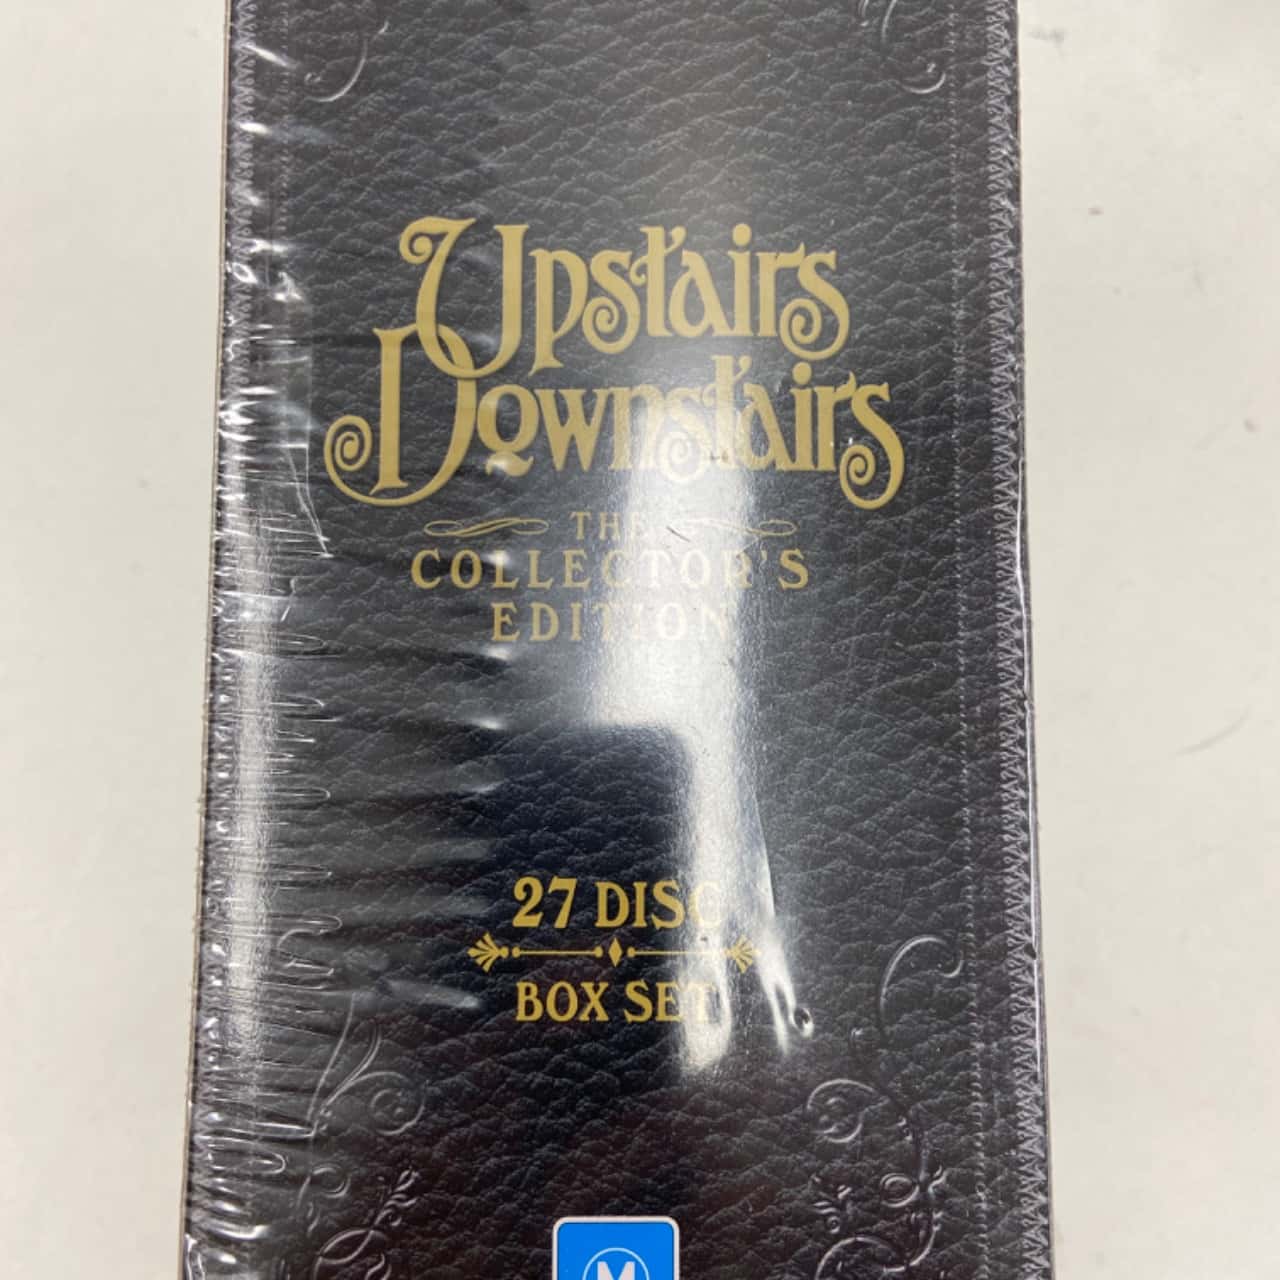 Upstairs
Downstairs
THE
COLLECTOR'S
EDITION
27 DISC
BOX SET
M